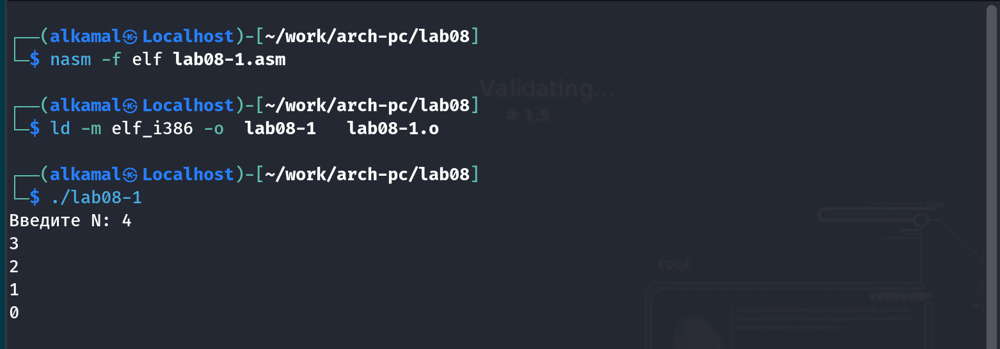 ┌──(alkamal㉿Localhost)-[~/work/arch-pc/lab08]
└─$ nasm -f elf lab08-1.asm
Validating...
┌──(alkamal㉿Localhost)-[~/work/arch-pc/lab08]
# 1.5
└─$ ld -m elf_i386 -o  lab08-1   lab08-1.o
┌──(alkamal㉿Localhost)-[~/work/arch-pc/lab08]
└─$ ./lab08-1
Введите N: 4
3
2
root
1
0